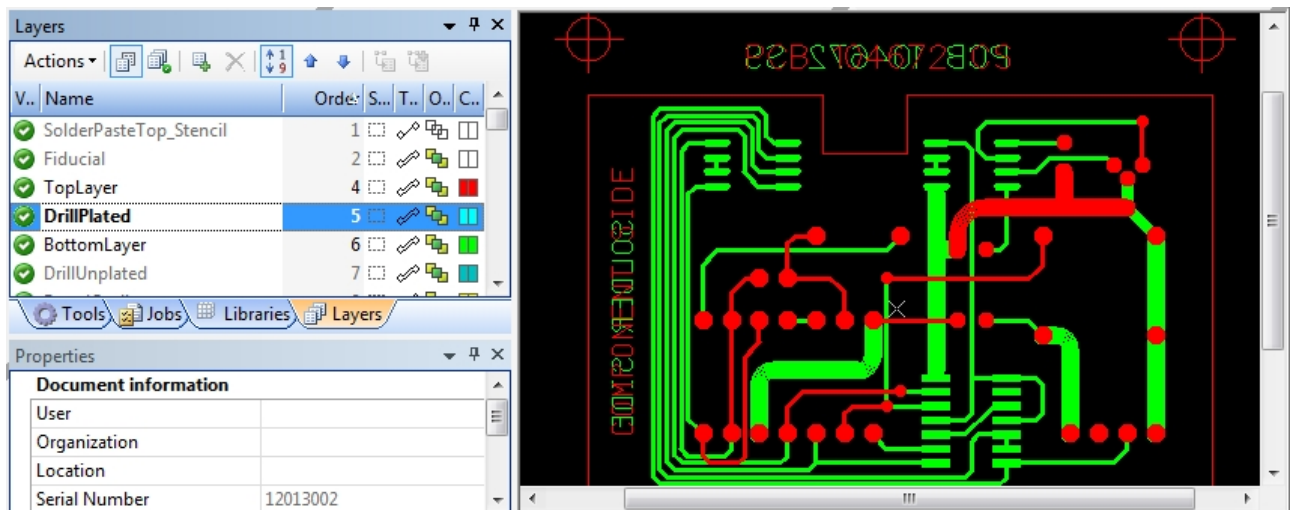 Layers
Actions
V.. Name Order S... T.. O.. C..
SolderPasteTop_Stencil 1
Fiducial 2
TopLayer 4
DrillPlated 5
BottomLayer 6
DrillUnplated 7
Tools Jobs Libraries Layers
Properties
Document information
User
Organization
Location
Serial Number 12013002